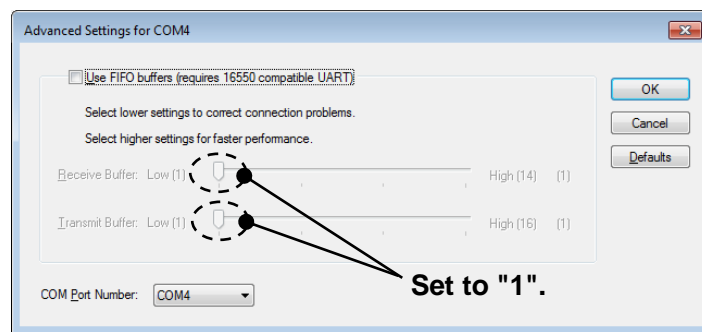 Advanced Settings for COM4
Use FIFO buffers (requires 16550 compatible UART)
OK
Select lower settings to correct connection problems.
Cancel
Select higher settings for faster performance.
Defaults
Receive Buffer: Low (1) High (14) (1)
Transmit Buffer: Low (1) High (16) (1)
COM Port Number: COM4
Set to "1".